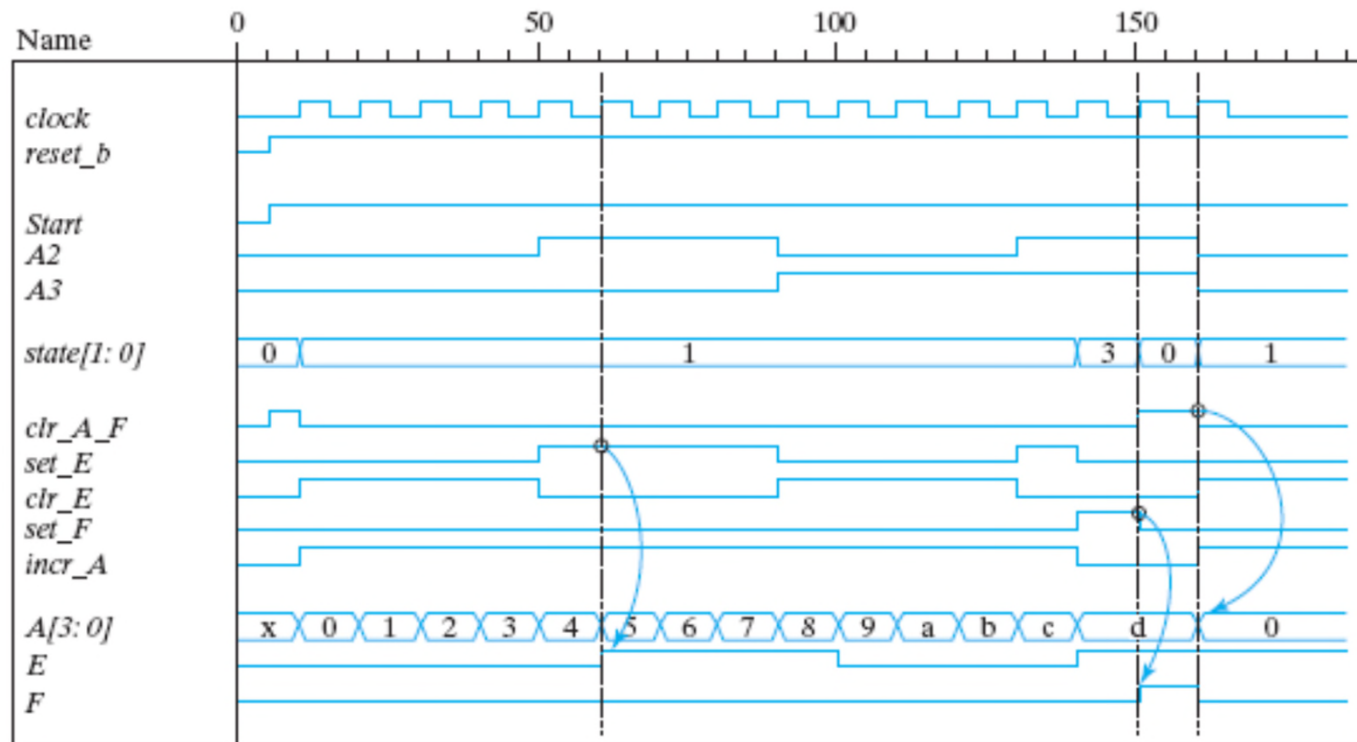 0 50 100 150
Name
clock
reset_b
Start
A2
A3
state[1: 0] 0 1 3 0 1
clr_A_F
set_E
clr_E
set_F
incr_A
A[3: 0] x 0 1 2 3 4 5 6 7 8 9 a b c d 0
E
F